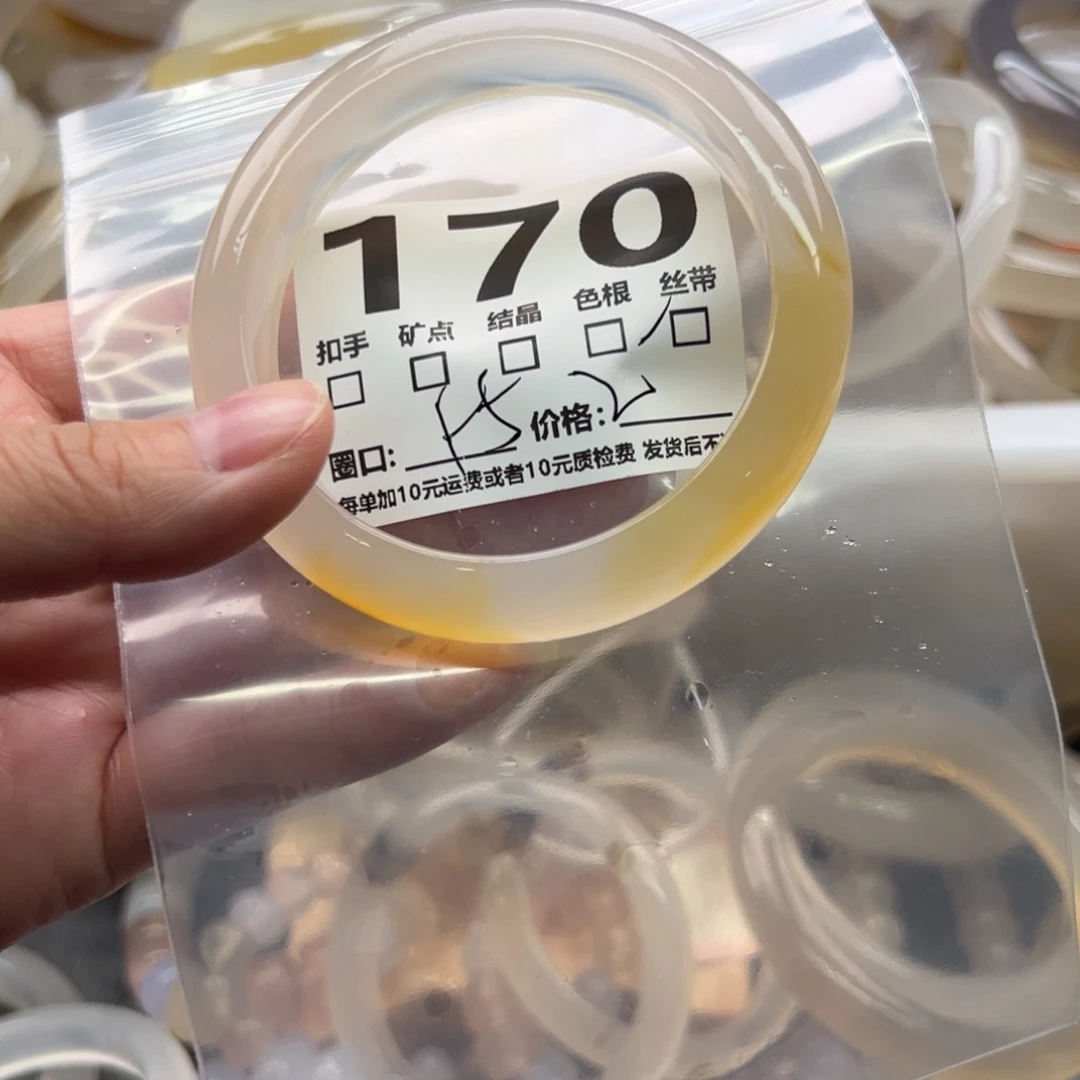 170
扣手 矿点 结晶 色根 丝带
圈口: 价格:
每单加10元运费或者10元质检费 发货后不